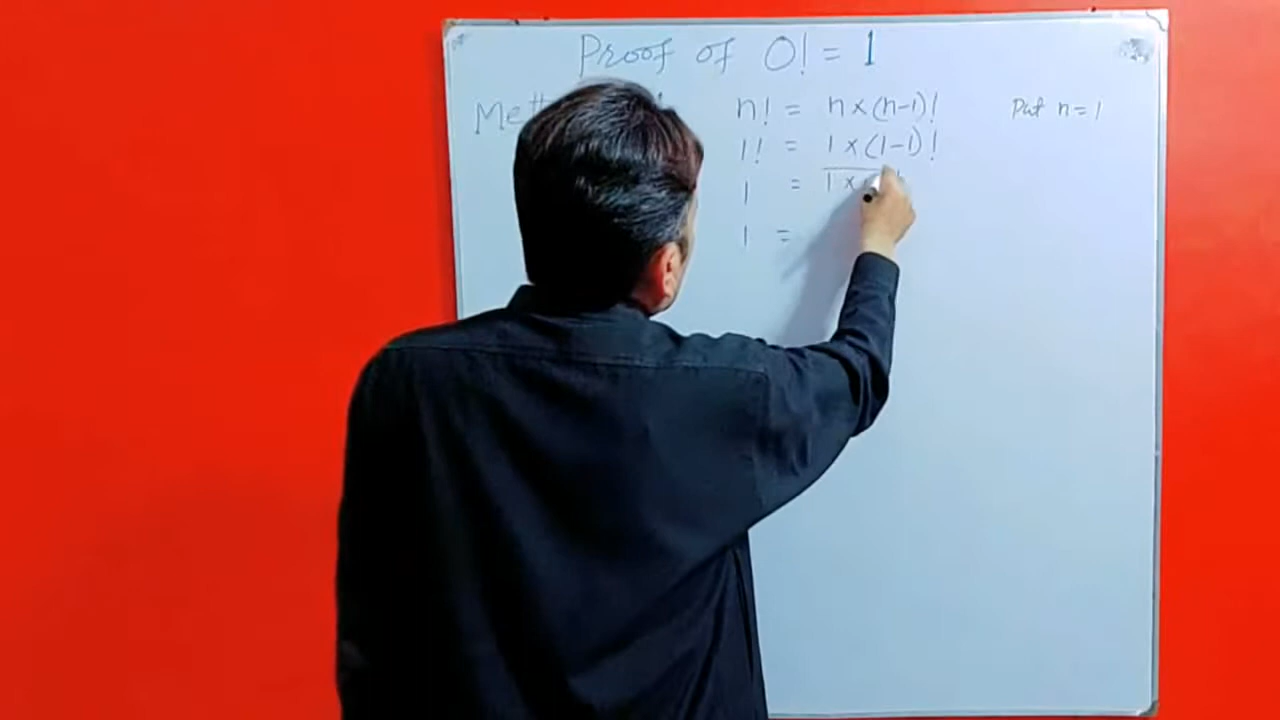 Proof of 0! = 1
n! = n × (n-1)! Put n = 1
1! = 1 × (1-1)!
1 = 1 ×
1 =